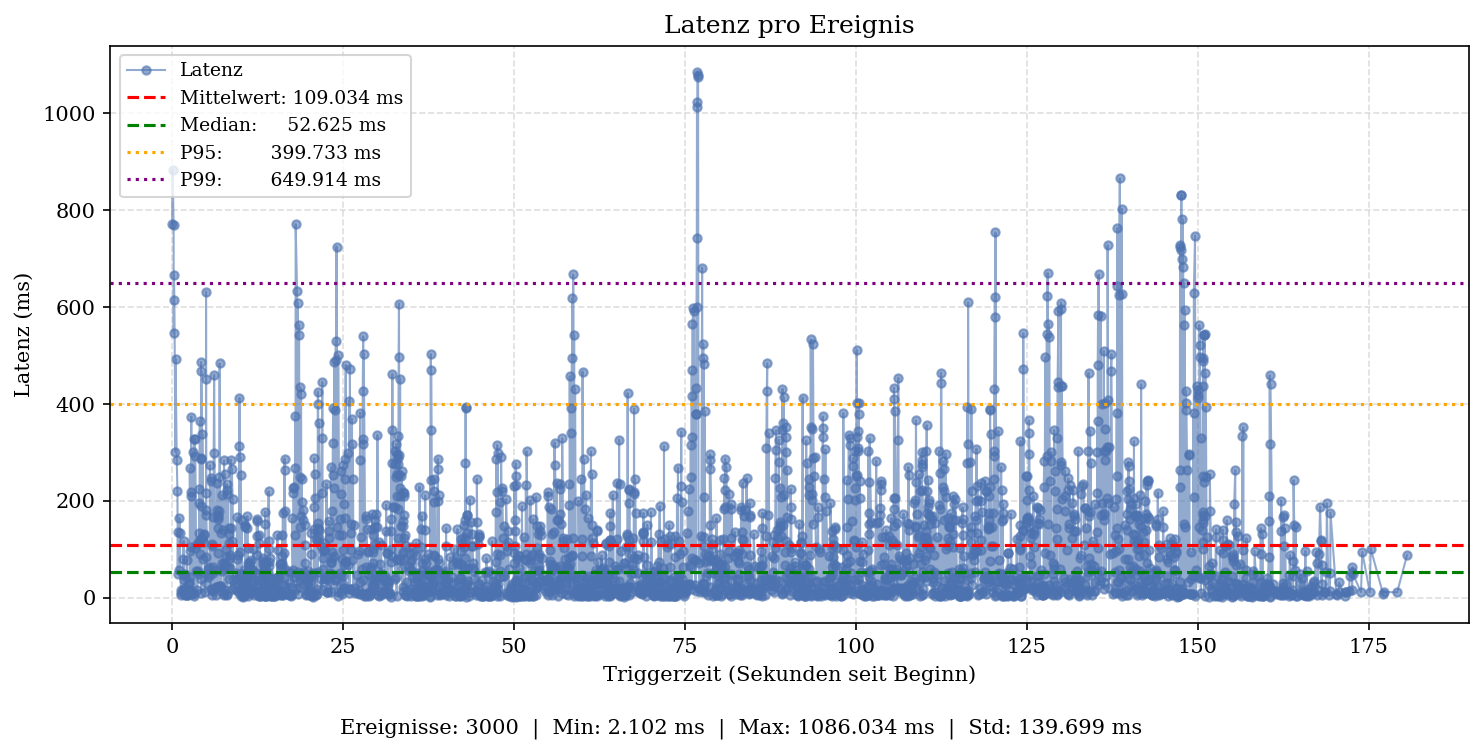 Latenz pro Ereignis
Latenz
Mittelwert: 109.034 ms
Median: 52.625 ms
P95: 399.733 ms
P99: 649.914 ms
Latenz (ms)
1000
800
600
400
200
0
0 25 50 75 100 125 150 175
Triggerzeit (Sekunden seit Beginn)
Ereignisse: 3000 | Min: 2.102 ms | Max: 1086.034 ms | Std: 139.699 ms